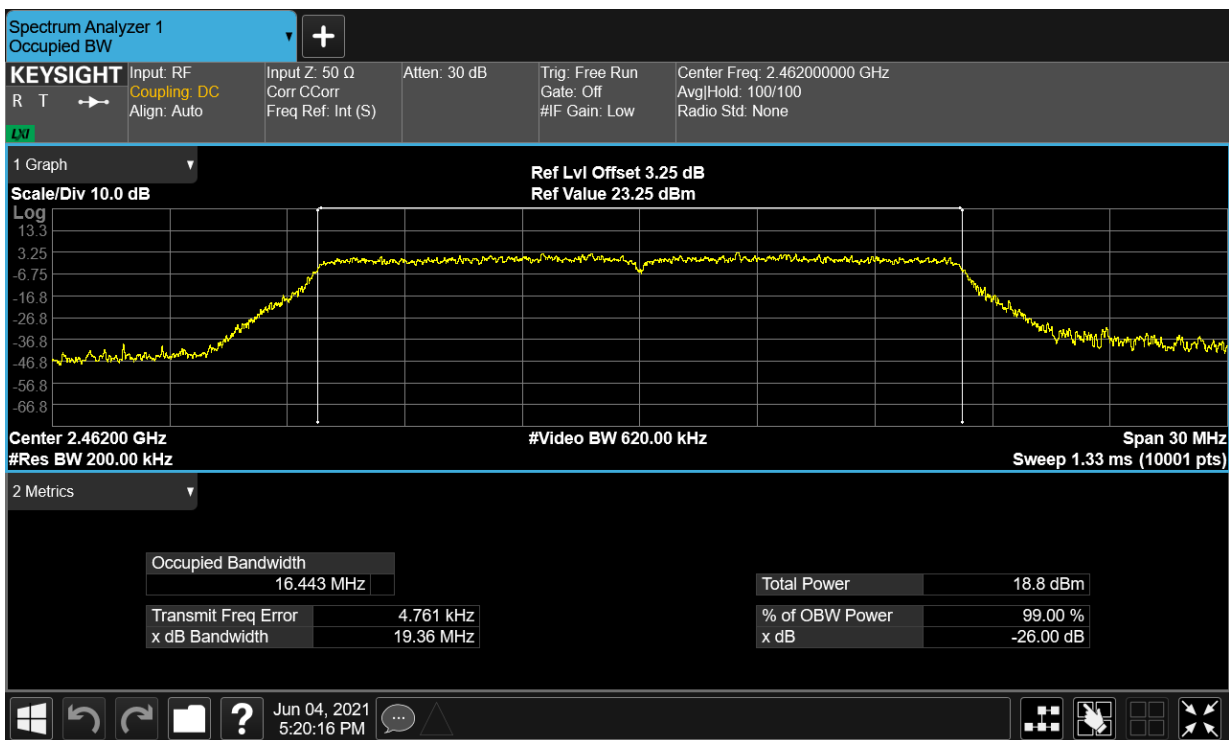 Spectrum Analyzer 1
Occupied BW
KEYSIGHT
R T
LXI
Input: RF
Coupling: DC
Align: Auto
Input Z: 50 Ω
Corr CCorr
Freq Ref: Int (S)
Atten: 30 dB
Trig: Free Run
Gate: Off
#IF Gain: Low
Center Freq: 2.462000000 GHz
Avg|Hold: 100/100
Radio Std: None
1 Graph
Scale/Div 10.0 dB
Ref Lvl Offset 3.25 dB
Ref Value 23.25 dBm
Log
13.3
3.25
-6.75
-16.8
-26.8
-36.8
-46.8
-56.8
-66.8
Center 2.46200 GHz
#Res BW 200.00 kHz
#Video BW 620.00 kHz
Span 30 MHz
Sweep 1.33 ms (10001 pts)
2 Metrics
Occupied Bandwidth
16.443 MHz
Transmit Freq Error 4.761 kHz
x dB Bandwidth 19.36 MHz
Total Power 18.8 dBm
% of OBW Power 99.00 %
x dB -26.00 dB
?
Jun 04, 2021
5:20:16 PM